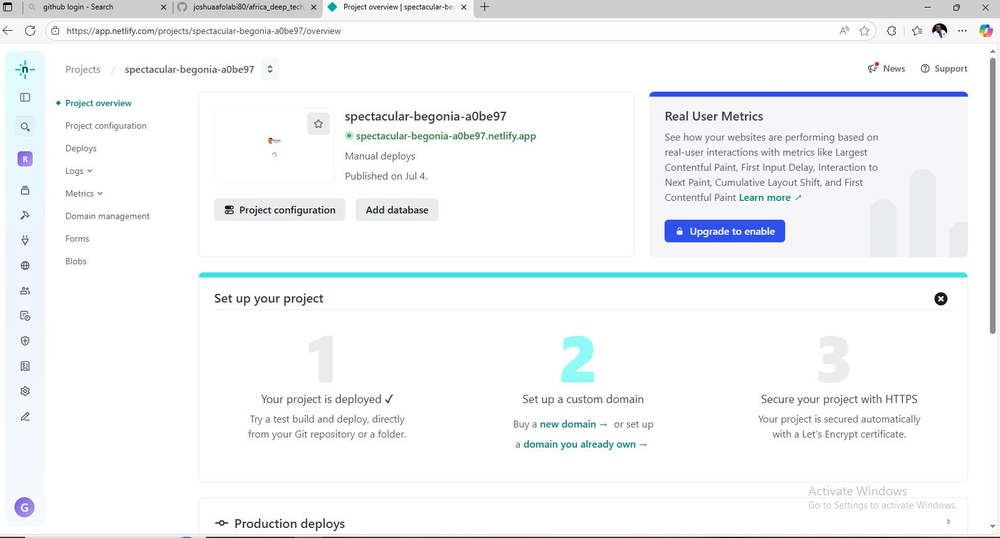 github login - Search
joshuaafolabi80/africa_deep_tech
Project overview | spectacular-beg
https://app.netlify.com/projects/spectacular-begonia-a0be97/overview
Projects / spectacular-begonia-a0be97
News
Support
Project overview
Project configuration
Deploys
Logs
Metrics
Domain management
Forms
Blobs
R
G
spectacular-begonia-a0be97
spectacular-begonia-a0be97.netlify.app
Manual deploys
Published on Jul 4.
Project configuration
Add database
Real User Metrics
See how your websites are performing based on
real-user interactions with metrics like Largest
Contentful Paint, First Input Delay, Interaction to
Next Paint, Cumulative Layout Shift, and First
Contentful Paint Learn more ↗
Upgrade to enable
Set up your project
1
Your project is deployed ✓
Try a test build and deploy, directly
from your Git repository or a folder.
2
Set up a custom domain
Buy a new domain → or set up
a domain you already own →
3
Secure your project with HTTPS
Your project is secured automatically
with a Let's Encrypt certificate.
Production deploys
Activate Windows
Go to Settings to activate Windows.